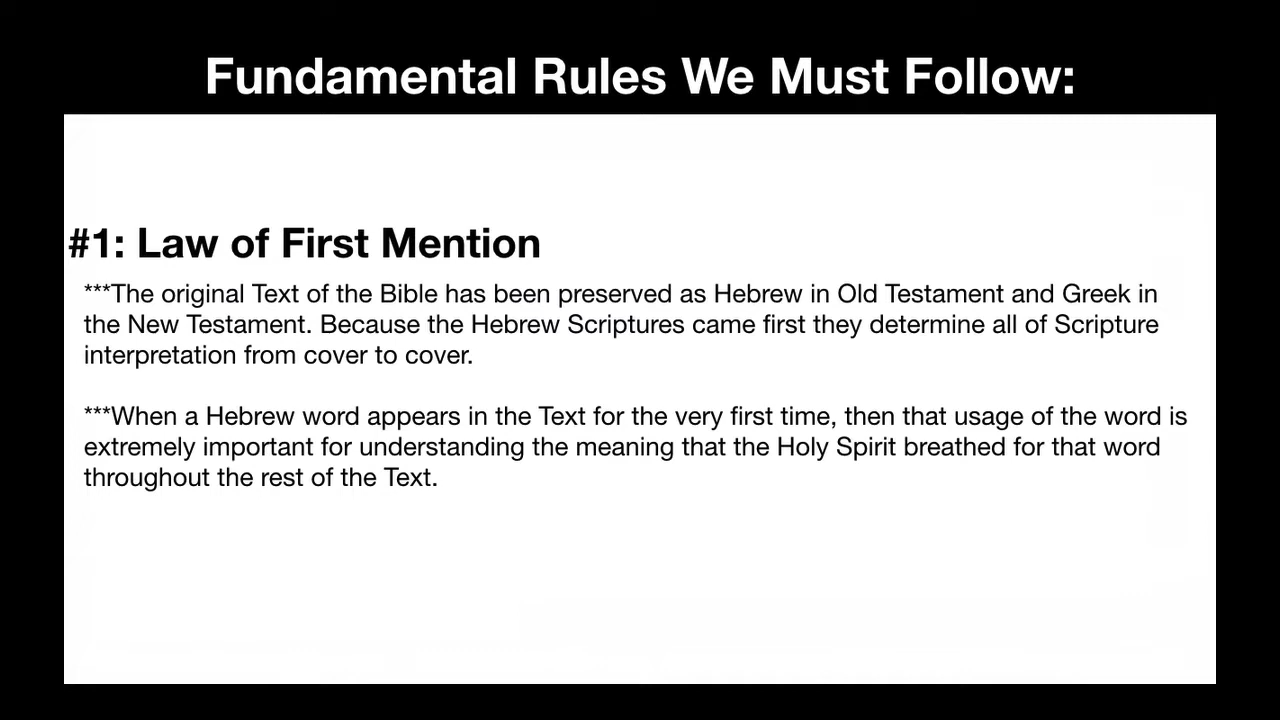 Fundamental Rules We Must Follow:
#1: Law of First Mention
***The original Text of the Bible has been preserved as Hebrew in Old Testament and Greek in
the New Testament. Because the Hebrew Scriptures came first they determine all of Scripture
interpretation from cover to cover.
***When a Hebrew word appears in the Text for the very first time, then that usage of the word is
extremely important for understanding the meaning that the Holy Spirit breathed for that word
throughout the rest of the Text.